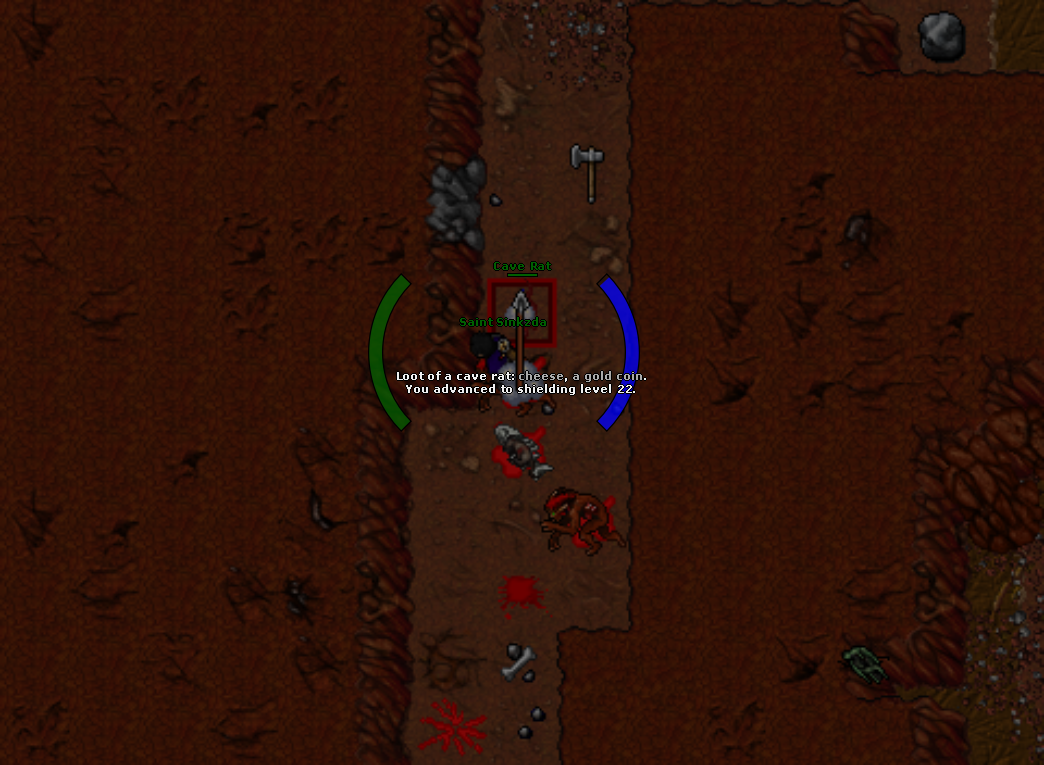 Cave Rat
Saint Sinkzda
Loot of a cave rat: cheese, a gold coin.
You advanced to shielding level 22.